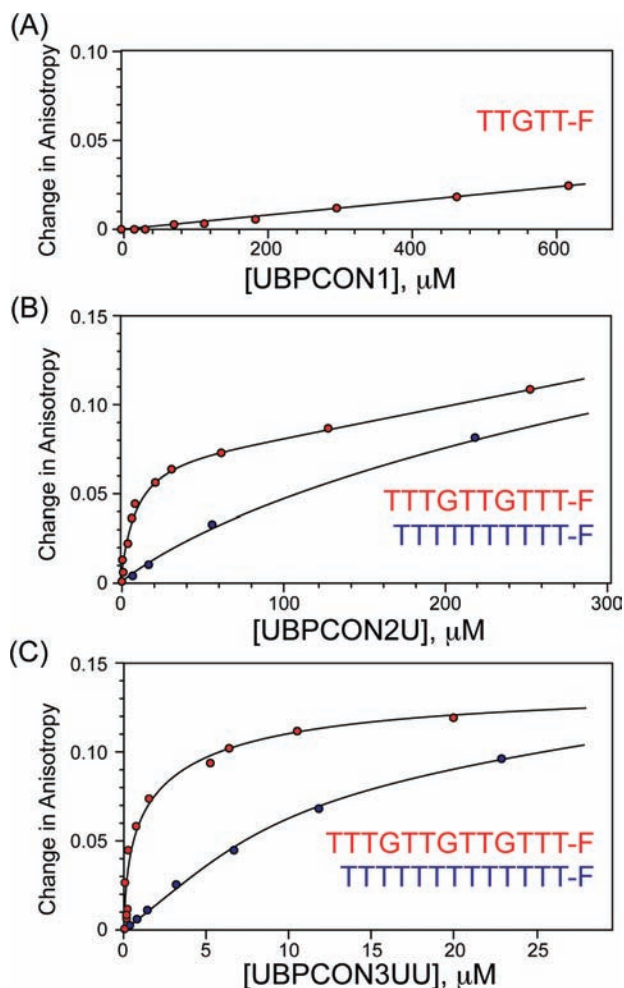 (A)
0.10
0.05
0
Change in Anisotropy
TTGTT-F
0 200 400 600
[UBPCON1], μM
(B)
0.15
0.10
0.05
0
Change in Anisotropy
TTTGTTGTTT-F
TTTTTTTTTT-F
0 100 200 300
[UBPCON2U], μM
(C)
0.15
0.10
0.05
0
Change in Anisotropy
TTTGTTGTTGTTT-F
TTTTTTTTTTTTT-F
0 5 10 15 20 25
[UBPCON3UU], μM